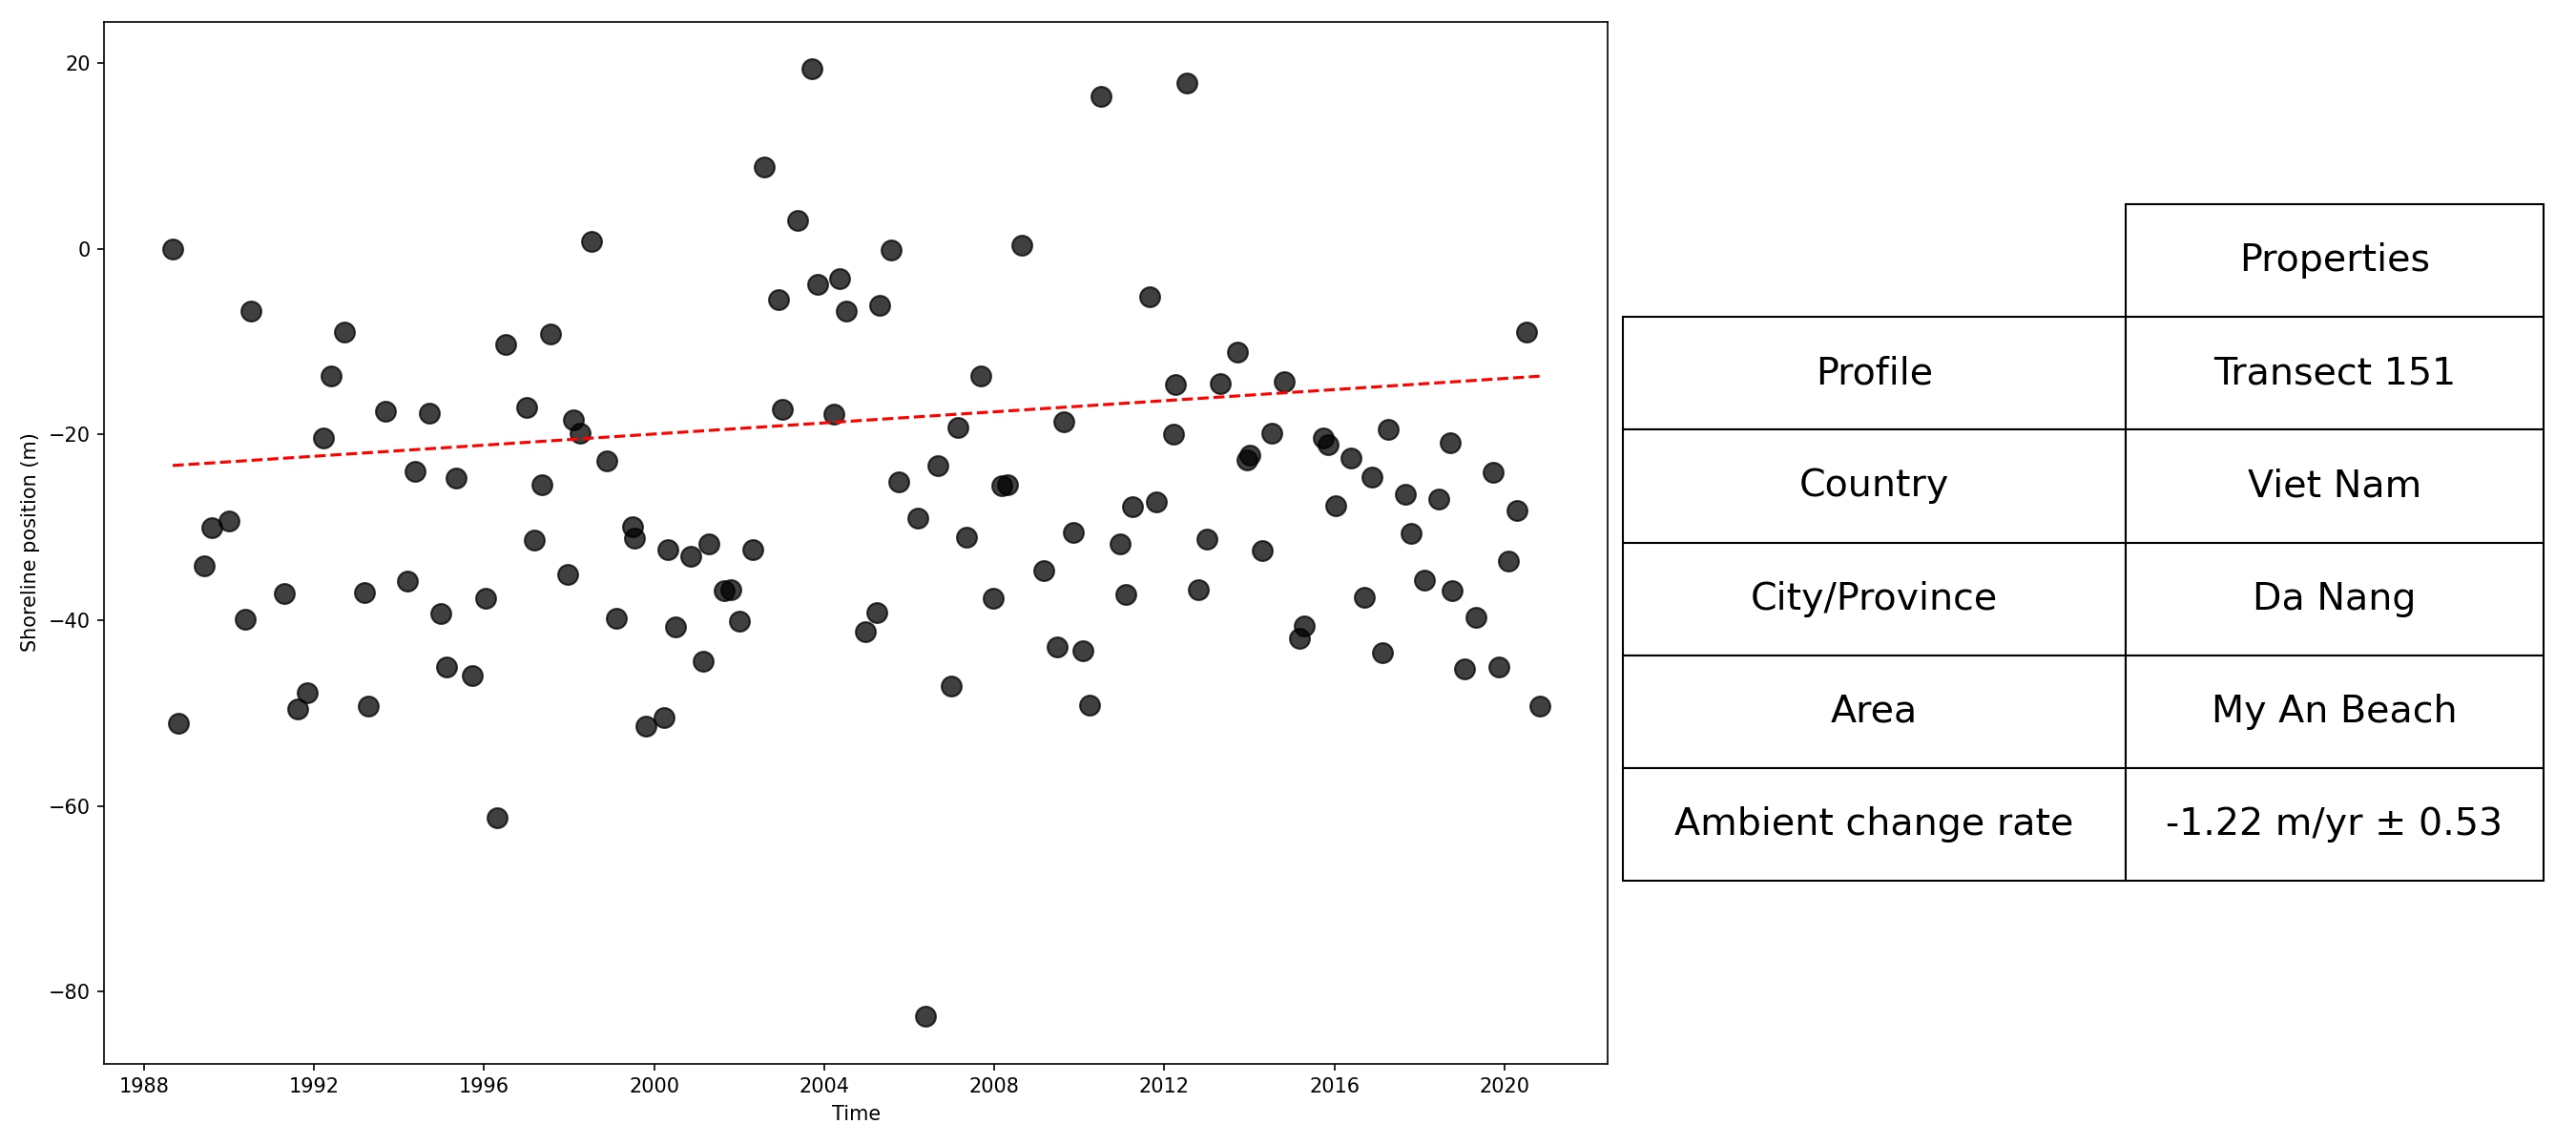 20
0
−20
−40
−60
−80
Shoreline position (m)
1988 1992 1996 2000 2004 2008 2012 2016 2020
Time
Properties
Profile Transect 151
Country Viet Nam
City/Province Da Nang
Area My An Beach
Ambient change rate -1.22 m/yr ± 0.53